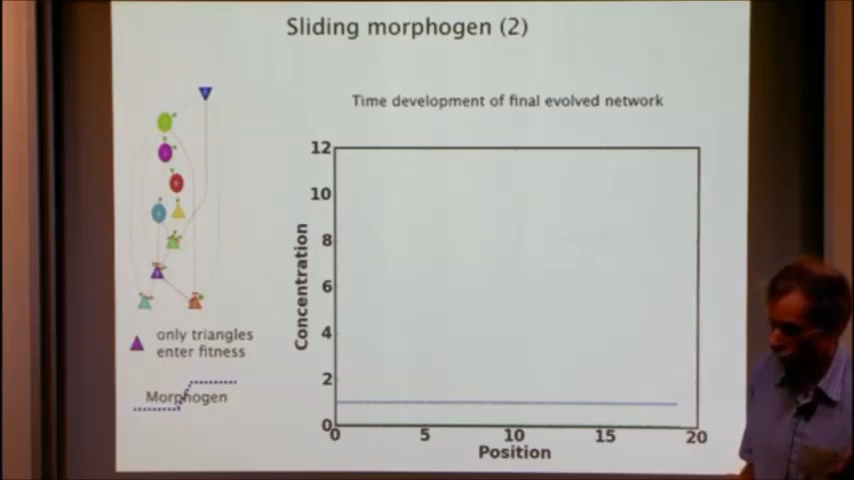 Sliding morphogen (2)
Time development of final evolved network
only triangles
enter fitness
Morphogen
Concentration
12
10
8
6
4
2
0
0 5 10 15 20
Position